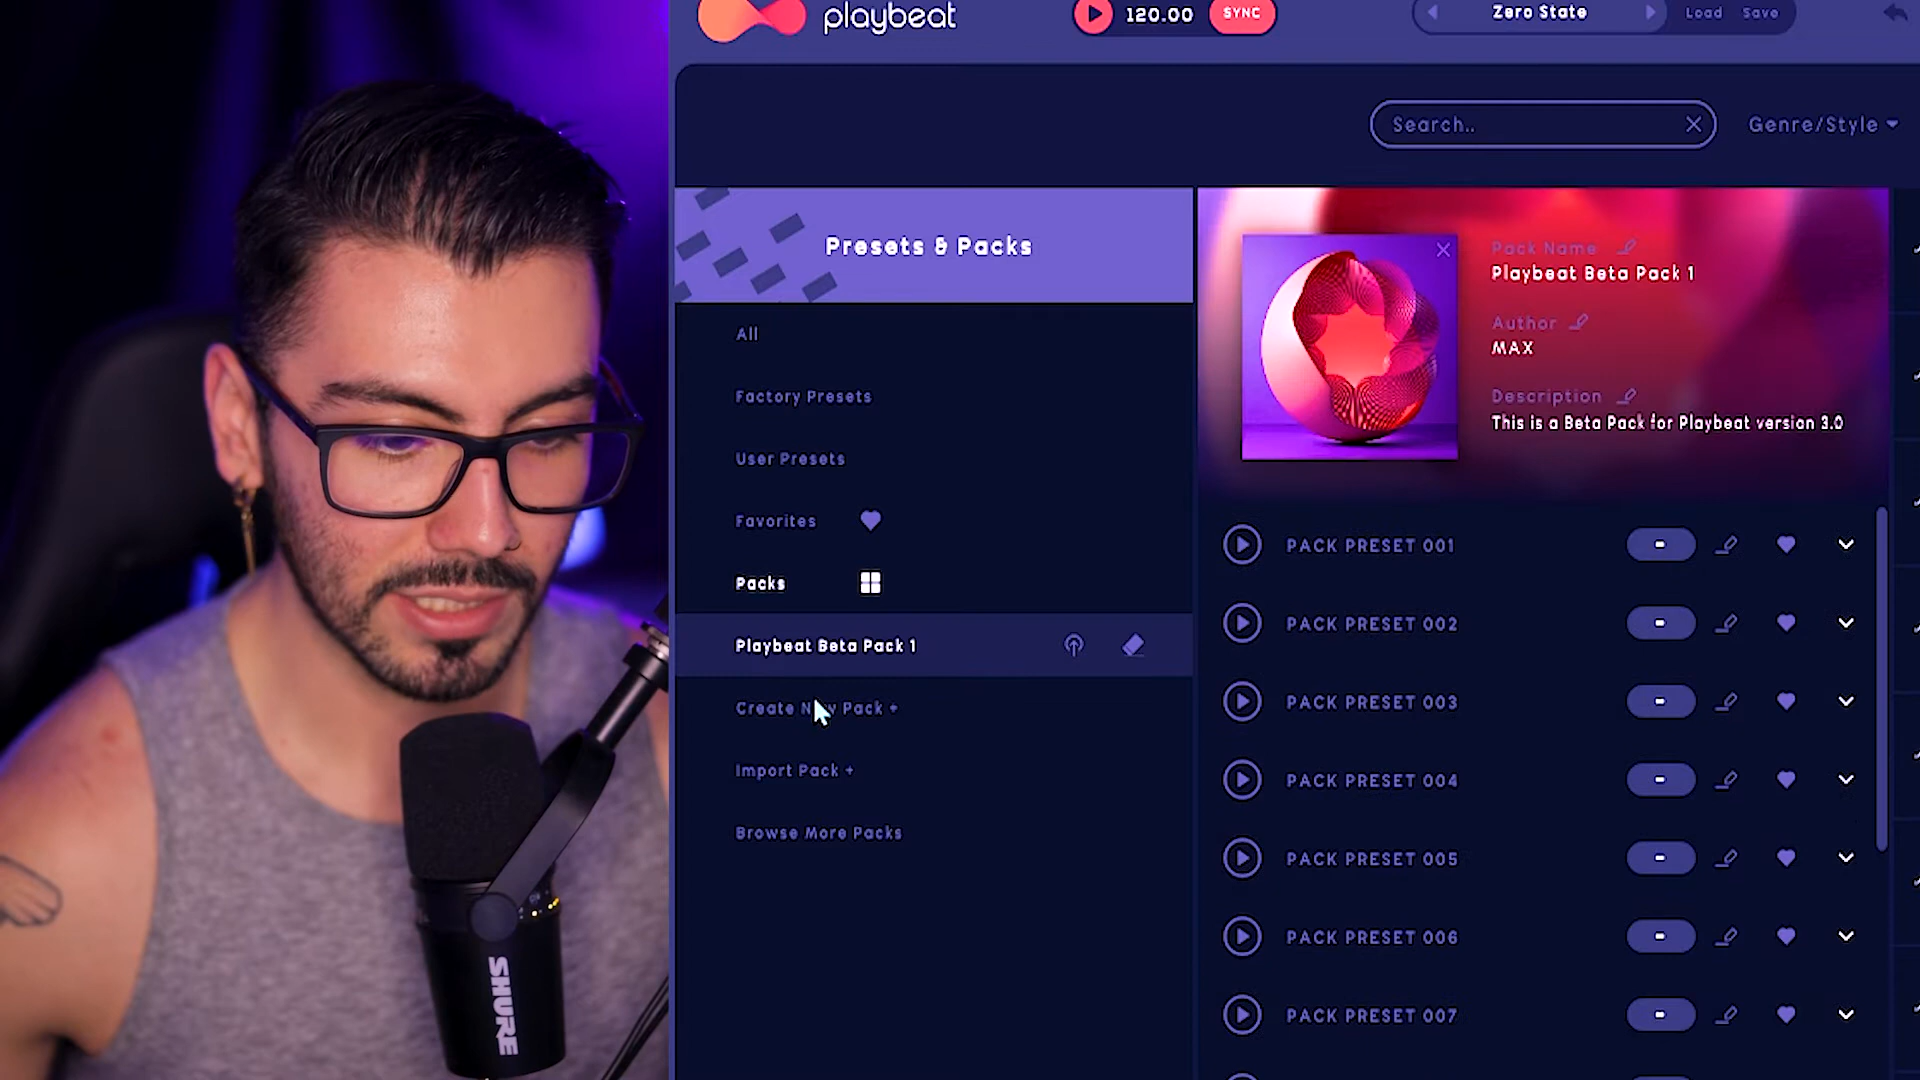 playbeat
120.00
SYNC
Zero State
Load
Save
Search..
Genre/Style
Presets & Packs
All
Factory Presets
User Presets
Favorites
Packs
Playbeat Beta Pack 1
Create New Pack +
Import Pack +
Browse More Packs
Pack Name
Playbeat Beta Pack 1
Author
MAX
Description
This is a Beta Pack for Playbeat version 3.0
PACK PRESET 001
PACK PRESET 002
PACK PRESET 003
PACK PRESET 004
PACK PRESET 005
PACK PRESET 006
PACK PRESET 007
SHURE